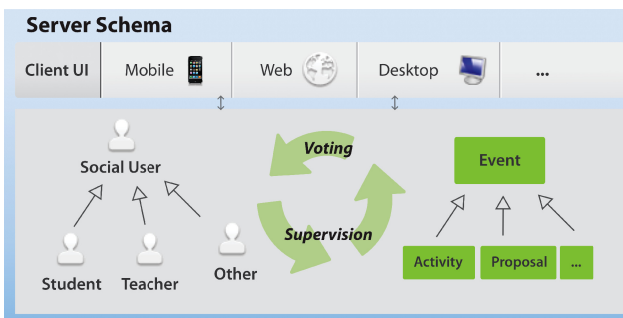 Server Schema
Client UI
Mobile
Web
Desktop
...
Social User
Voting
Event
Supervision
Student
Teacher
Other
Activity
Proposal
...